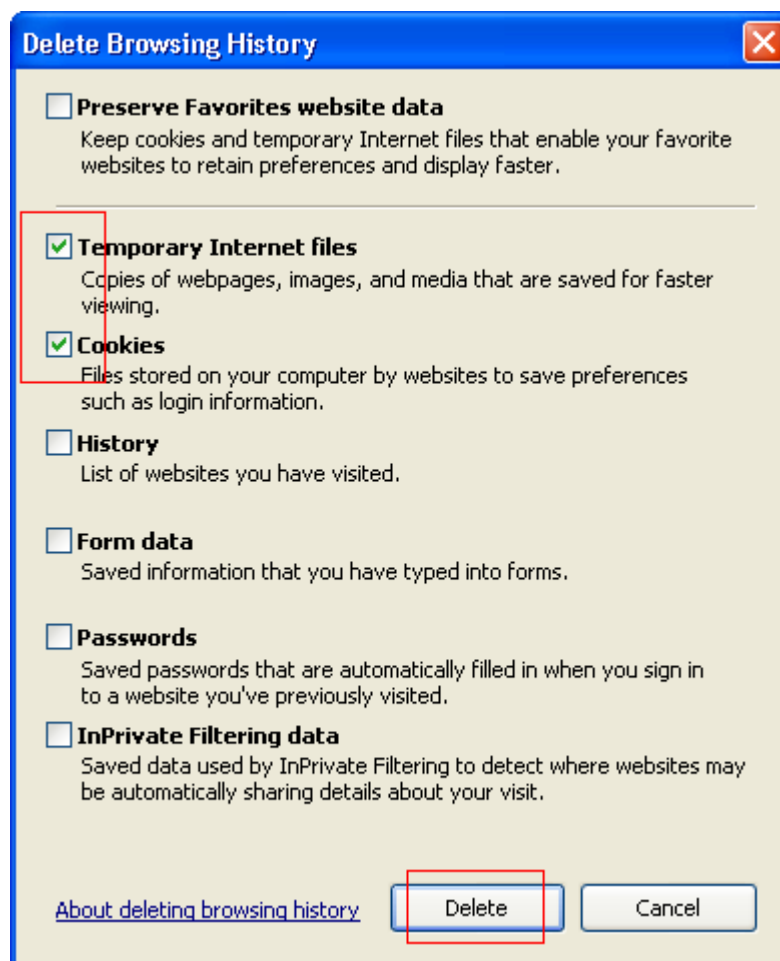 Delete Browsing History
Preserve Favorites website data
Keep cookies and temporary Internet files that enable your favorite
websites to retain preferences and display faster.
Temporary Internet files
Copies of webpages, images, and media that are saved for faster
viewing.
Cookies
Files stored on your computer by websites to save preferences
such as login information.
History
List of websites you have visited.
Form data
Saved information that you have typed into forms.
Passwords
Saved passwords that are automatically filled in when you sign in
to a website you've previously visited.
InPrivate Filtering data
Saved data used by InPrivate Filtering to detect where websites may
be automatically sharing details about your visit.
About deleting browsing history Delete Cancel